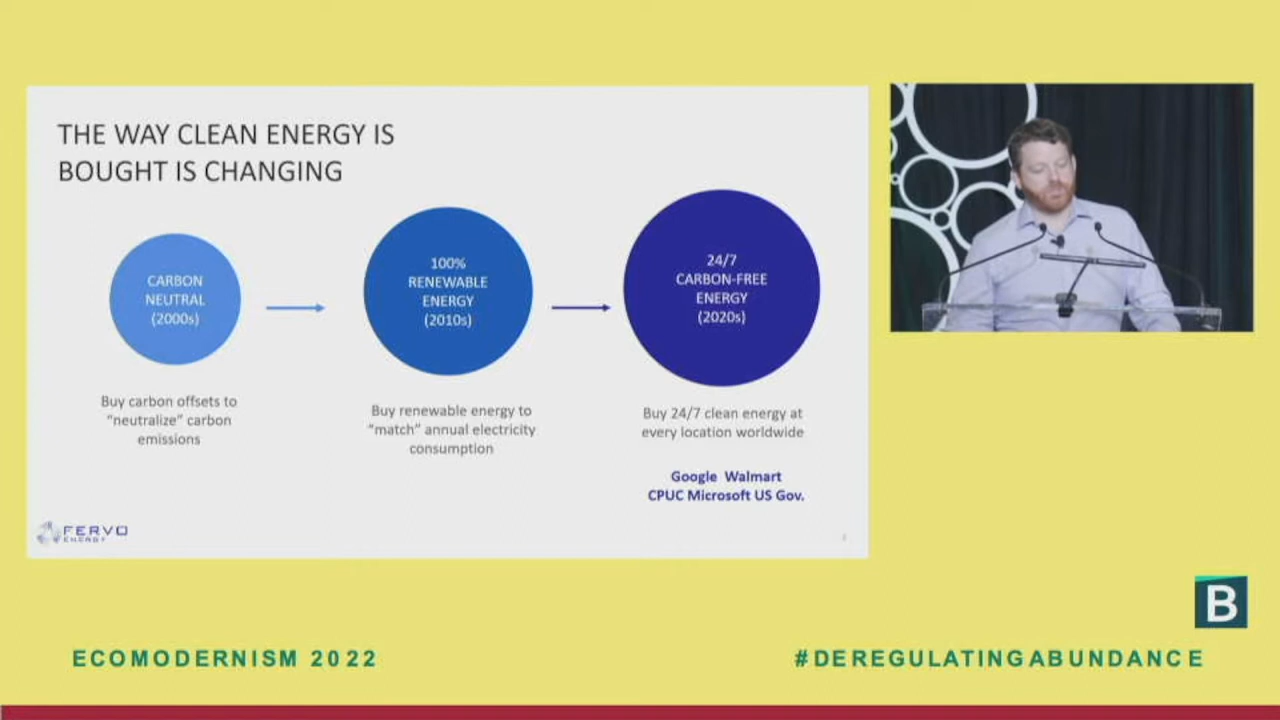 THE WAY CLEAN ENERGY IS
BOUGHT IS CHANGING
CARBON
NEUTRAL
(2000s)
100%
RENEWABLE
ENERGY
(2010s)
24/7
CARBON-FREE
ENERGY
(2020s)
Buy carbon offsets to
“neutralize” carbon
emissions
Buy renewable energy to
“match” annual electricity
consumption
Buy 24/7 clean energy at
every location worldwide
Google Walmart
CPUC Microsoft US Gov.
FERVO
ENERGY
B
ECOMODERNISM 2022
#DEREGULATINGABUNDANCE